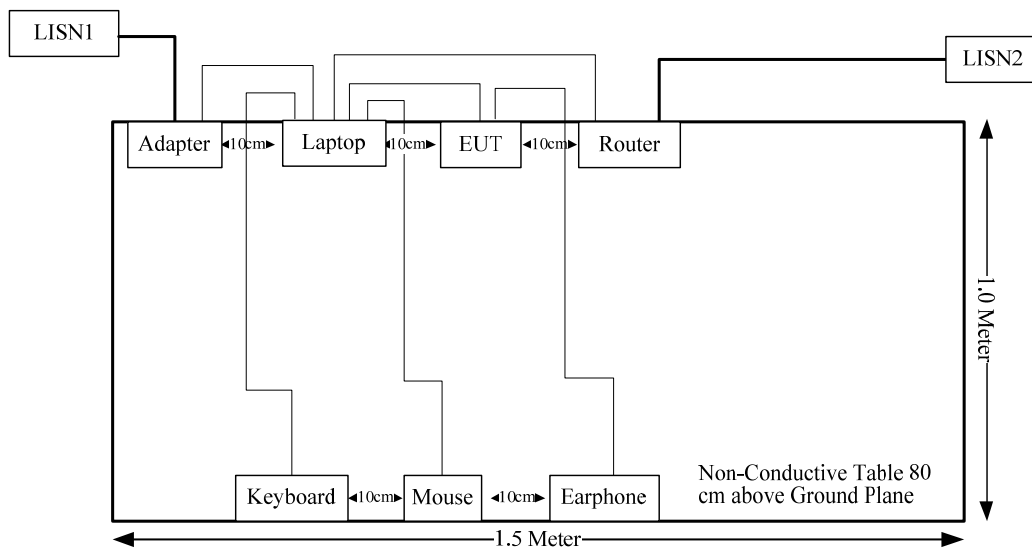 LISN1
LISN2
Adapter
10cm
Laptop
10cm
EUT
10cm
Router
1.0 Meter
Keyboard
10cm
Mouse
10cm
Earphone
Non-Conductive Table 80
cm above Ground Plane
1.5 Meter